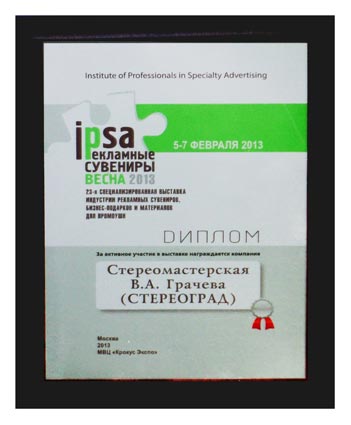 Institute of Professionals in Specialty Advertising
ipsa
рекламные
СУВЕНИРЫ
ВЕСНА 2013
5-7 ФЕВРАЛЯ 2013
23-я СПЕЦИАЛИЗИРОВАННАЯ ВЫСТАВКА
ИНДУСТРИИ РЕКЛАМНЫХ СУВЕНИРОВ,
БИЗНЕС-ПОДАРКОВ И МАТЕРИАЛОВ
ДЛЯ ПРОМОУШН
ДИПЛОМ
За активное участие в выставке награждается компания
Стереомастерская
В.А. Грачева
(СТЕРЕОГРАД)
Москва
2013
МВЦ «Крокус Экспо»